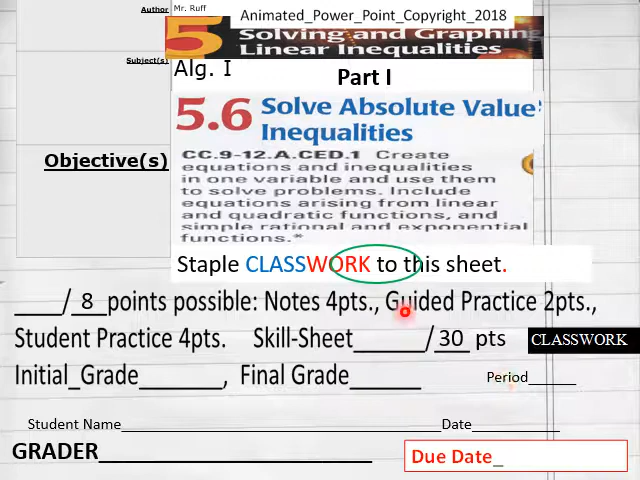 Author Mr. Ruff
Animated_Power_Point_Copyright_2018
5 Solving and Graphing
Linear Inequalities
Subject(s)
Alg. I
Part I
5.6 Solve Absolute Value
Inequalities
Objective(s)
CC.9-12.A.CED.1 Create
equations and inequalities
in one variable and use them
to solve problems. Include
equations arising from linear
and quadratic functions, and
simple rational and exponential
functions.*
Staple CLASSWORK to this sheet.
____/_8_points possible: Notes 4pts., Guided Practice 2pts.,
Student Practice 4pts. Skill-Sheet______/30_ pts CLASSWORK
Initial_Grade_______, Final Grade______
Period______
Student Name________________________________________Date___________
GRADER______________________
Due Date_